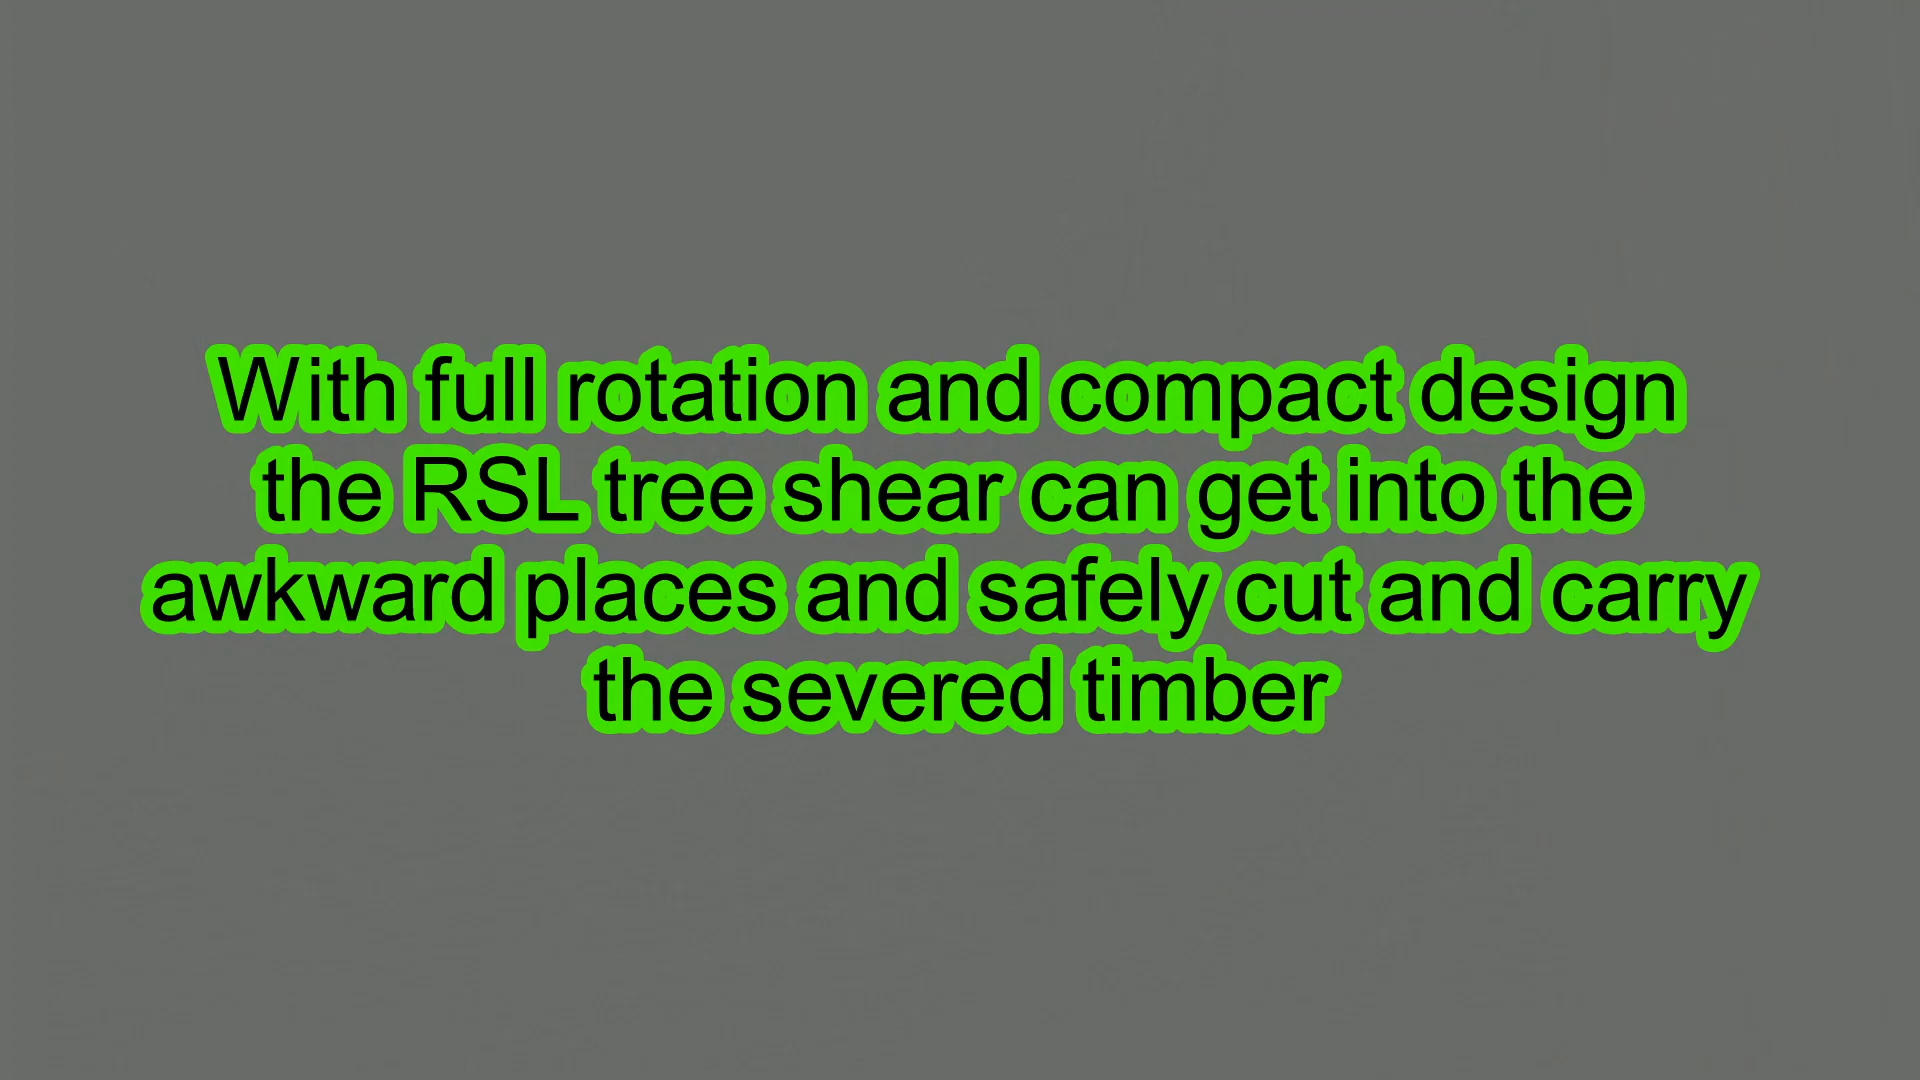 With full rotation and compact design
the RSL tree shear can get into the
awkward places and safely cut and carry
the severed timber